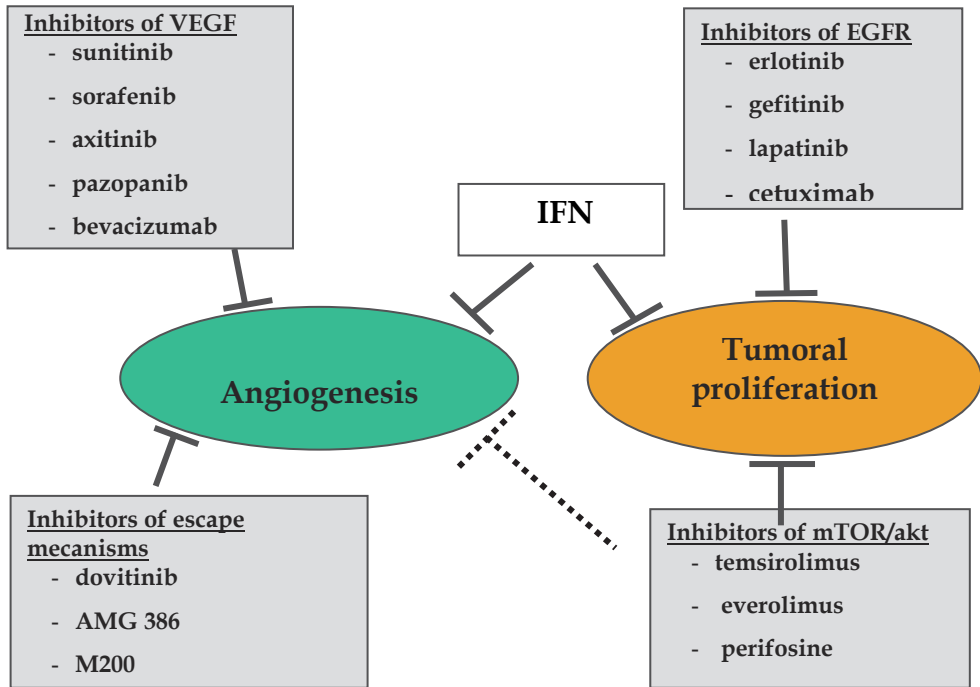 Inhibitors of VEGF
- sunitinib
- sorafenib
- axitinib
- pazopanib
- bevacizumab
Inhibitors of EGFR
- erlotinib
- gefitinib
- lapatinib
- cetuximab
IFN
Angiogenesis
Tumoral
proliferation
Inhibitors of escape
mecanisms
- dovitinib
- AMG 386
- M200
Inhibitors of mTOR/akt
- temsirolimus
- everolimus
- perifosine